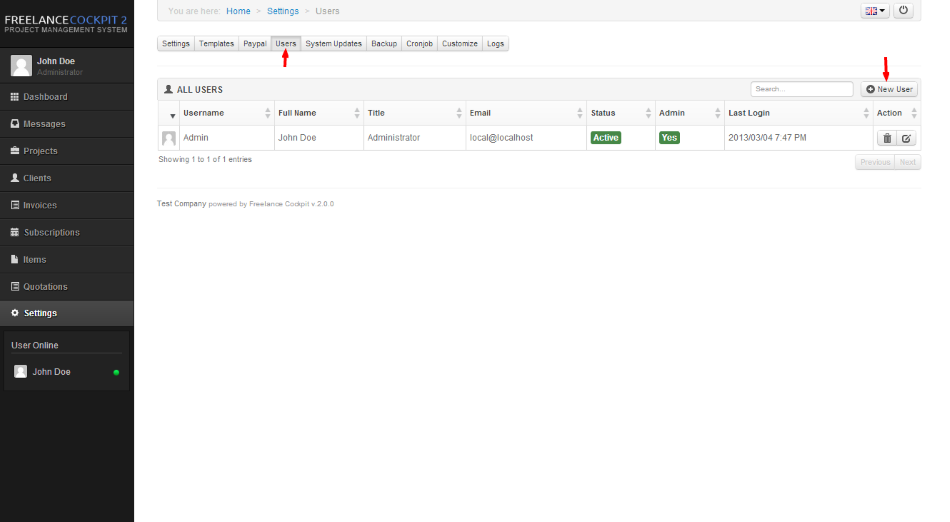 FREELANCECOCKPIT 2
PROJECT MANAGEMENT SYSTEM
John Doe
Administrator
Dashboard
Messages
Projects
Clients
Invoices
Subscriptions
Items
Quotations
Settings
User Online
John Doe
You are here: Home > Settings > Users
Settings Templates Paypal Users System Updates Backup Cronjob Customize Logs
ALL USERS Search... New User
Username Full Name Title Email Status Admin Last Login Action
Admin John Doe Administrator local@localhost Active Yes 2013/03/04 7:47 PM
Showing 1 to 1 of 1 entries Previous Next
Test Company powered by Freelance Cockpit v.2.0.0